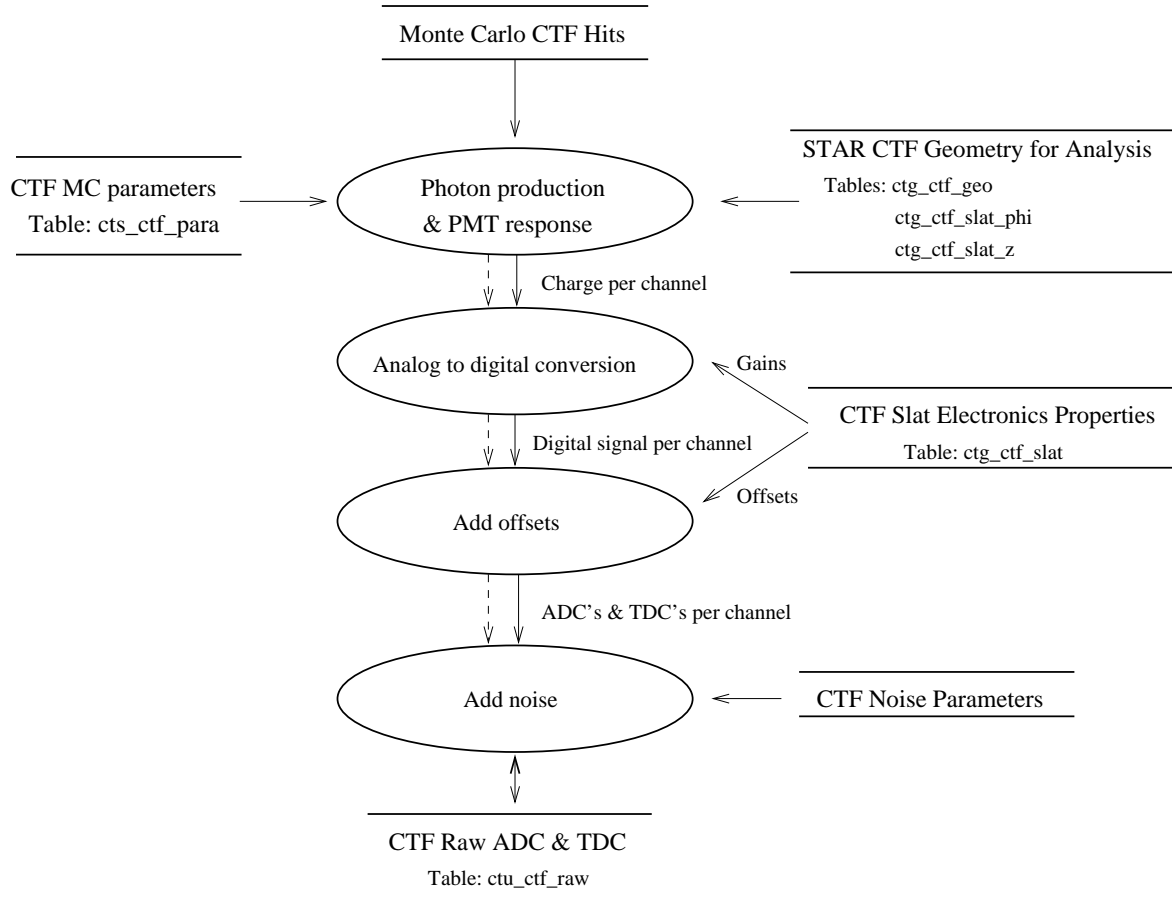 Monte Carlo CTF Hits
STAR CTF Geometry for Analysis
Tables: ctg_ctf_geo
ctg_ctf_slat_phi
ctg_ctf_slat_z
CTF MC parameters
Table: cts_ctf_para
Photon production
& PMT response
Charge per channel
Analog to digital conversion
Gains
CTF Slat Electronics Properties
Table: ctg_ctf_slat
Digital signal per channel
Offsets
Add offsets
ADC's & TDC's per channel
Add noise
CTF Noise Parameters
CTF Raw ADC & TDC
Table: ctu_ctf_raw